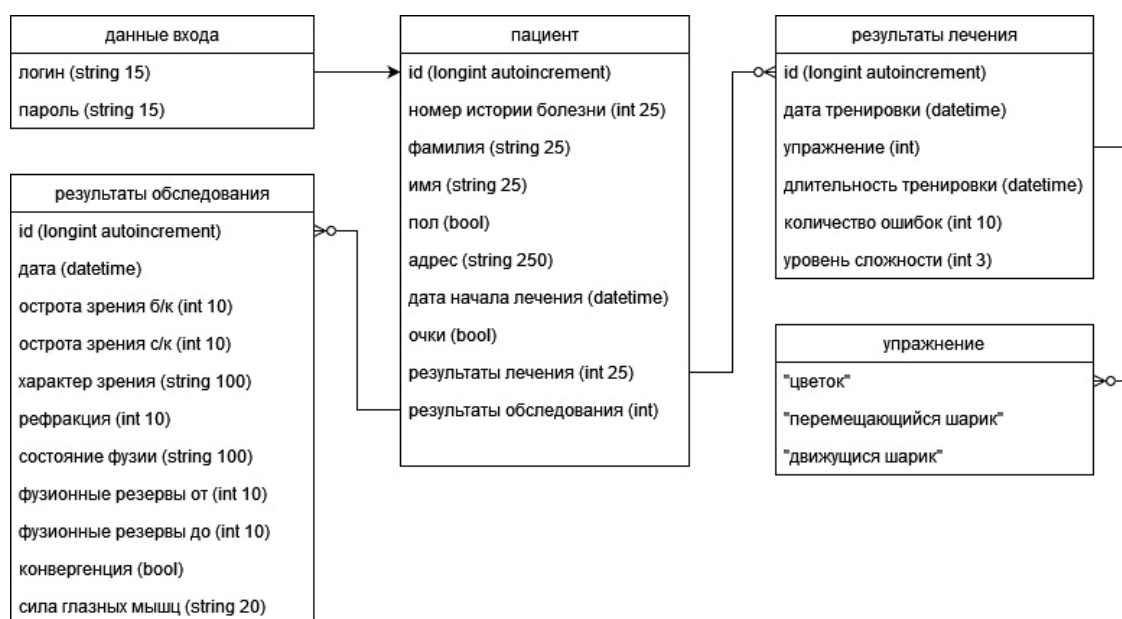 данные входа
логин (string 15)
пароль (string 15)
результаты обследования
id (longint autoincrement)
дата (datetime)
острота зрения б/к (int 10)
острота зрения с/к (int 10)
характер зрения (string 100)
рефракция (int 10)
состояние фузии (string 100)
фузионные резервы от (int 10)
фузионные резервы до (int 10)
конвергенция (bool)
сила глазных мышц (string 20)
пациент
id (longint autoincrement)
номер истории болезни (int 25)
фамилия (string 25)
имя (string 25)
пол (bool)
адрес (string 250)
дата начала лечения (datetime)
очки (bool)
результаты лечения (int 25)
результаты обследования (int)
результаты лечения
id (longint autoincrement)
дата тренировки (datetime)
упражнение (int)
длительность тренировки (datetime)
количество ошибок (int 10)
уровень сложности (int 3)
упражнение
"цветок"
"перемещающийся шарик"
"движущися шарик"